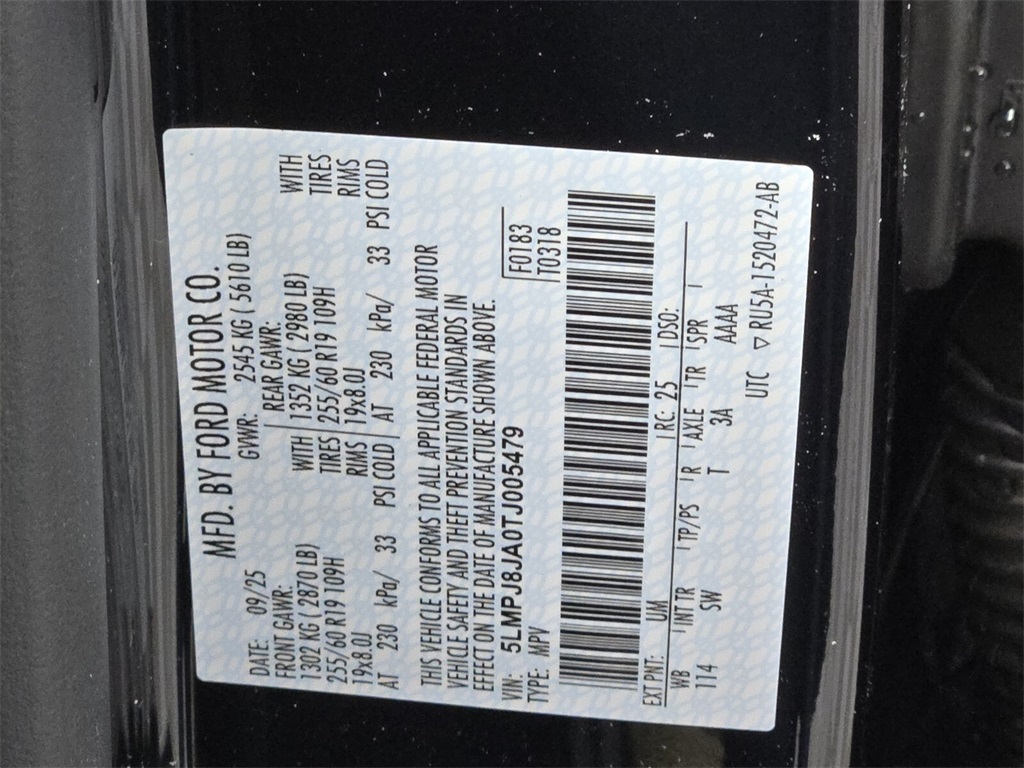 MFD. BY FORD MOTOR CO.
DATE: 09/25 GVWR: 2545 KG ( 5610 LB)
FRONT GAWR: REAR GAWR:
1302 KG ( 2870 LB) WITH 1352 KG ( 2980 LB) WITH
255/60 R19 109H TIRES 255/60 R19 109H TIRES
19x8.0J RIMS 19x8.0J RIMS
AT 230 kPa/ 33 PSI COLD AT 230 kPa/ 33 PSI COLD
THIS VEHICLE CONFORMS TO ALL APPLICABLE FEDERAL MOTOR
VEHICLE SAFETY AND THEFT PREVENTION STANDARDS IN
EFFECT ON THE DATE OF MANUFACTURE SHOWN ABOVE.
VIN: 5LMPJ8JA0TJ005479 F0183
TYPE: MPV T0318
EXT PNT: UM RC: 25 DSO:
WB INT TR TP/PS R AXLE TR SPR
114 SW T 3A AAAA
UTC ▽ RU5A-1520472-AB